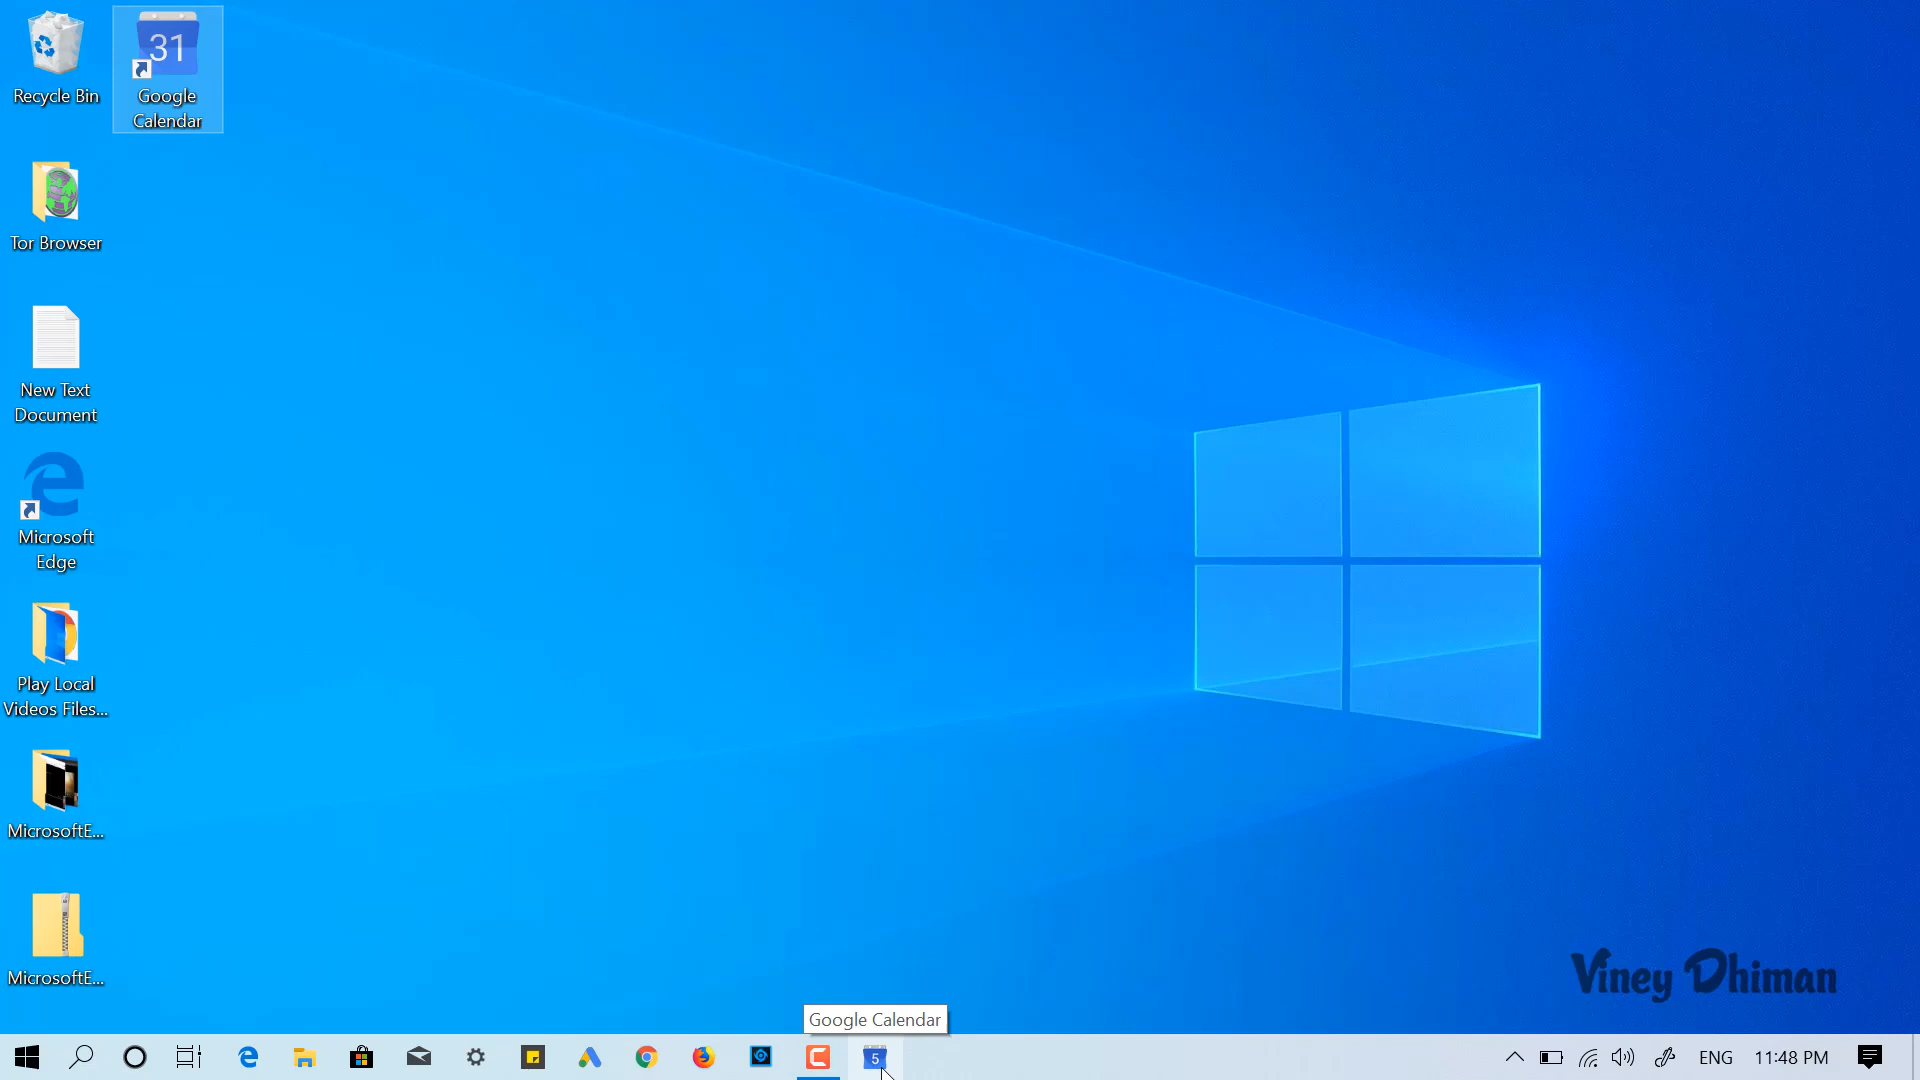 Recycle Bin
31
Google
Calendar
Tor Browser
New Text
Document
Microsoft
Edge
Play Local
Videos Files...
MicrosoftE...
MicrosoftE...
Viney Dhiman
Google Calendar
5
ENG
11:48 PM